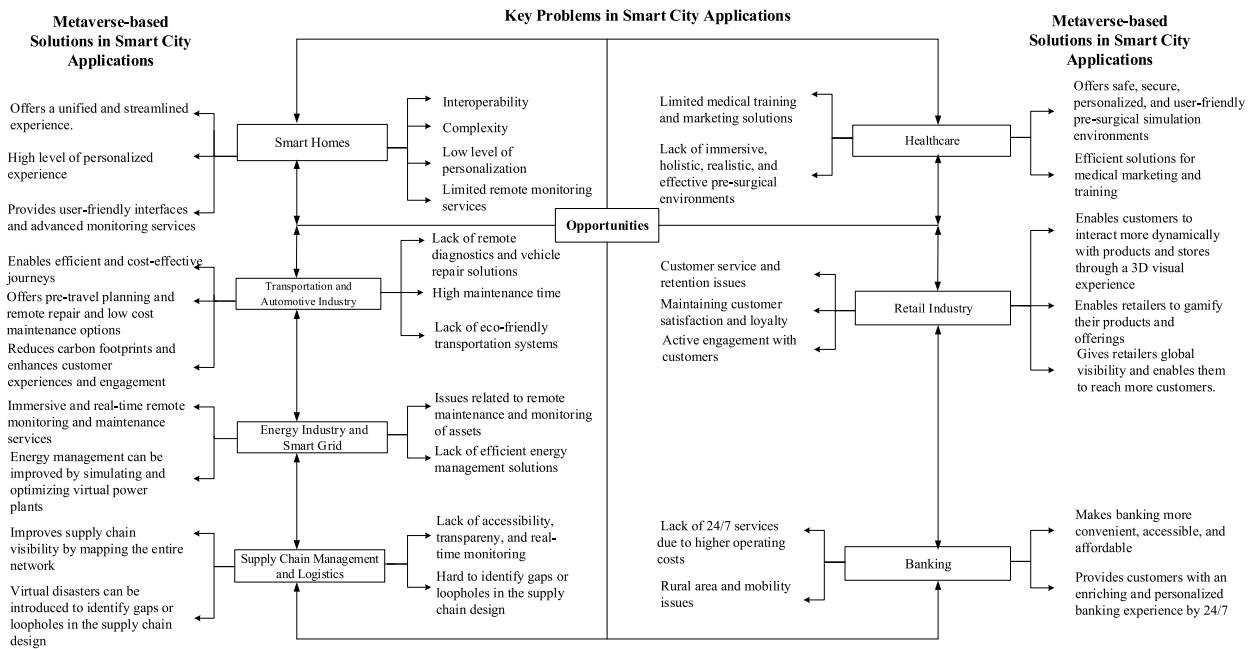 Key Problems in Smart City Applications
Metaverse-based
Solutions in Smart City
Applications
Metaverse-based
Solutions in Smart City
Applications
Offers a unified and streamlined
experience.
High level of personalized
experience
Provides user-friendly interfaces
and advanced monitoring services
Smart Homes
Interoperability
Complexity
Low level of
personalization
Limited remote monitoring
services
Limited medical training
and marketing solutions
Lack of immersive,
holistic, realistic, and
effective pre-surgical
environments
Healthcare
Offers safe, secure,
personalized, and user-friendly
pre-surgical simulation
environments
Efficient solutions for
medical marketing and
training
Opportunities
Enables efficient and cost-effective
journeys
Offers pre-travel planning and
remote repair and low cost
maintenance options
Reduces carbon footprints and
enhances customer
experiences and engagement
Transportation and
Automotive Industry
Lack of remote
diagnostics and vehicle
repair solutions
High maintenance time
Lack of eco-friendly
transportation systems
Customer service and
retention issues
Maintaining customer
satisfaction and loyalty
Active engagement with
customers
Retail Industry
Enables customers to
interact more dynamically
with products and stores
through a 3D visual
experience
Enables retailers to gamify
their products and
offerings
Gives retailers global
visibility and enables them
to reach more customers.
Immersive and real-time remote
monitoring and maintenance
services
Energy management can be
improved by simulating and
optimizing virtual power
plants
Energy Industry and
Smart Grid
Issues related to remote
maintenance and monitoring
of assets
Lack of efficient energy
management solutions
Improves supply chain
visibility by mapping the entire
network
Virtual disasters can be
introduced to identify gaps or
loopholes in the supply chain
design
Supply Chain Management
and Logistics
Lack of accessibility,
transpareny, and real-
time monitoring
Hard to identify gaps or
loopholes in the supply
chain design
Lack of 24/7 services
due to higher operating
costs
Rural area and mobility
issues
Banking
Makes banking more
convenient, accessible, and
affordable
Provides customers with an
enriching and personalized
banking experience by 24/7